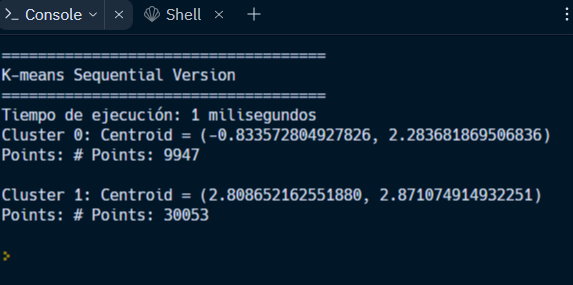 >_ Console
Shell
=====================================
K-means Sequential Version
=====================================
Tiempo de ejecución: 1 milisegundos
Cluster 0: Centroid = (-0.833572804927826, 2.283681869506836)
Points: # Points: 9947
Cluster 1: Centroid = (2.808652162551880, 2.871074914932251)
Points: # Points: 30053
>